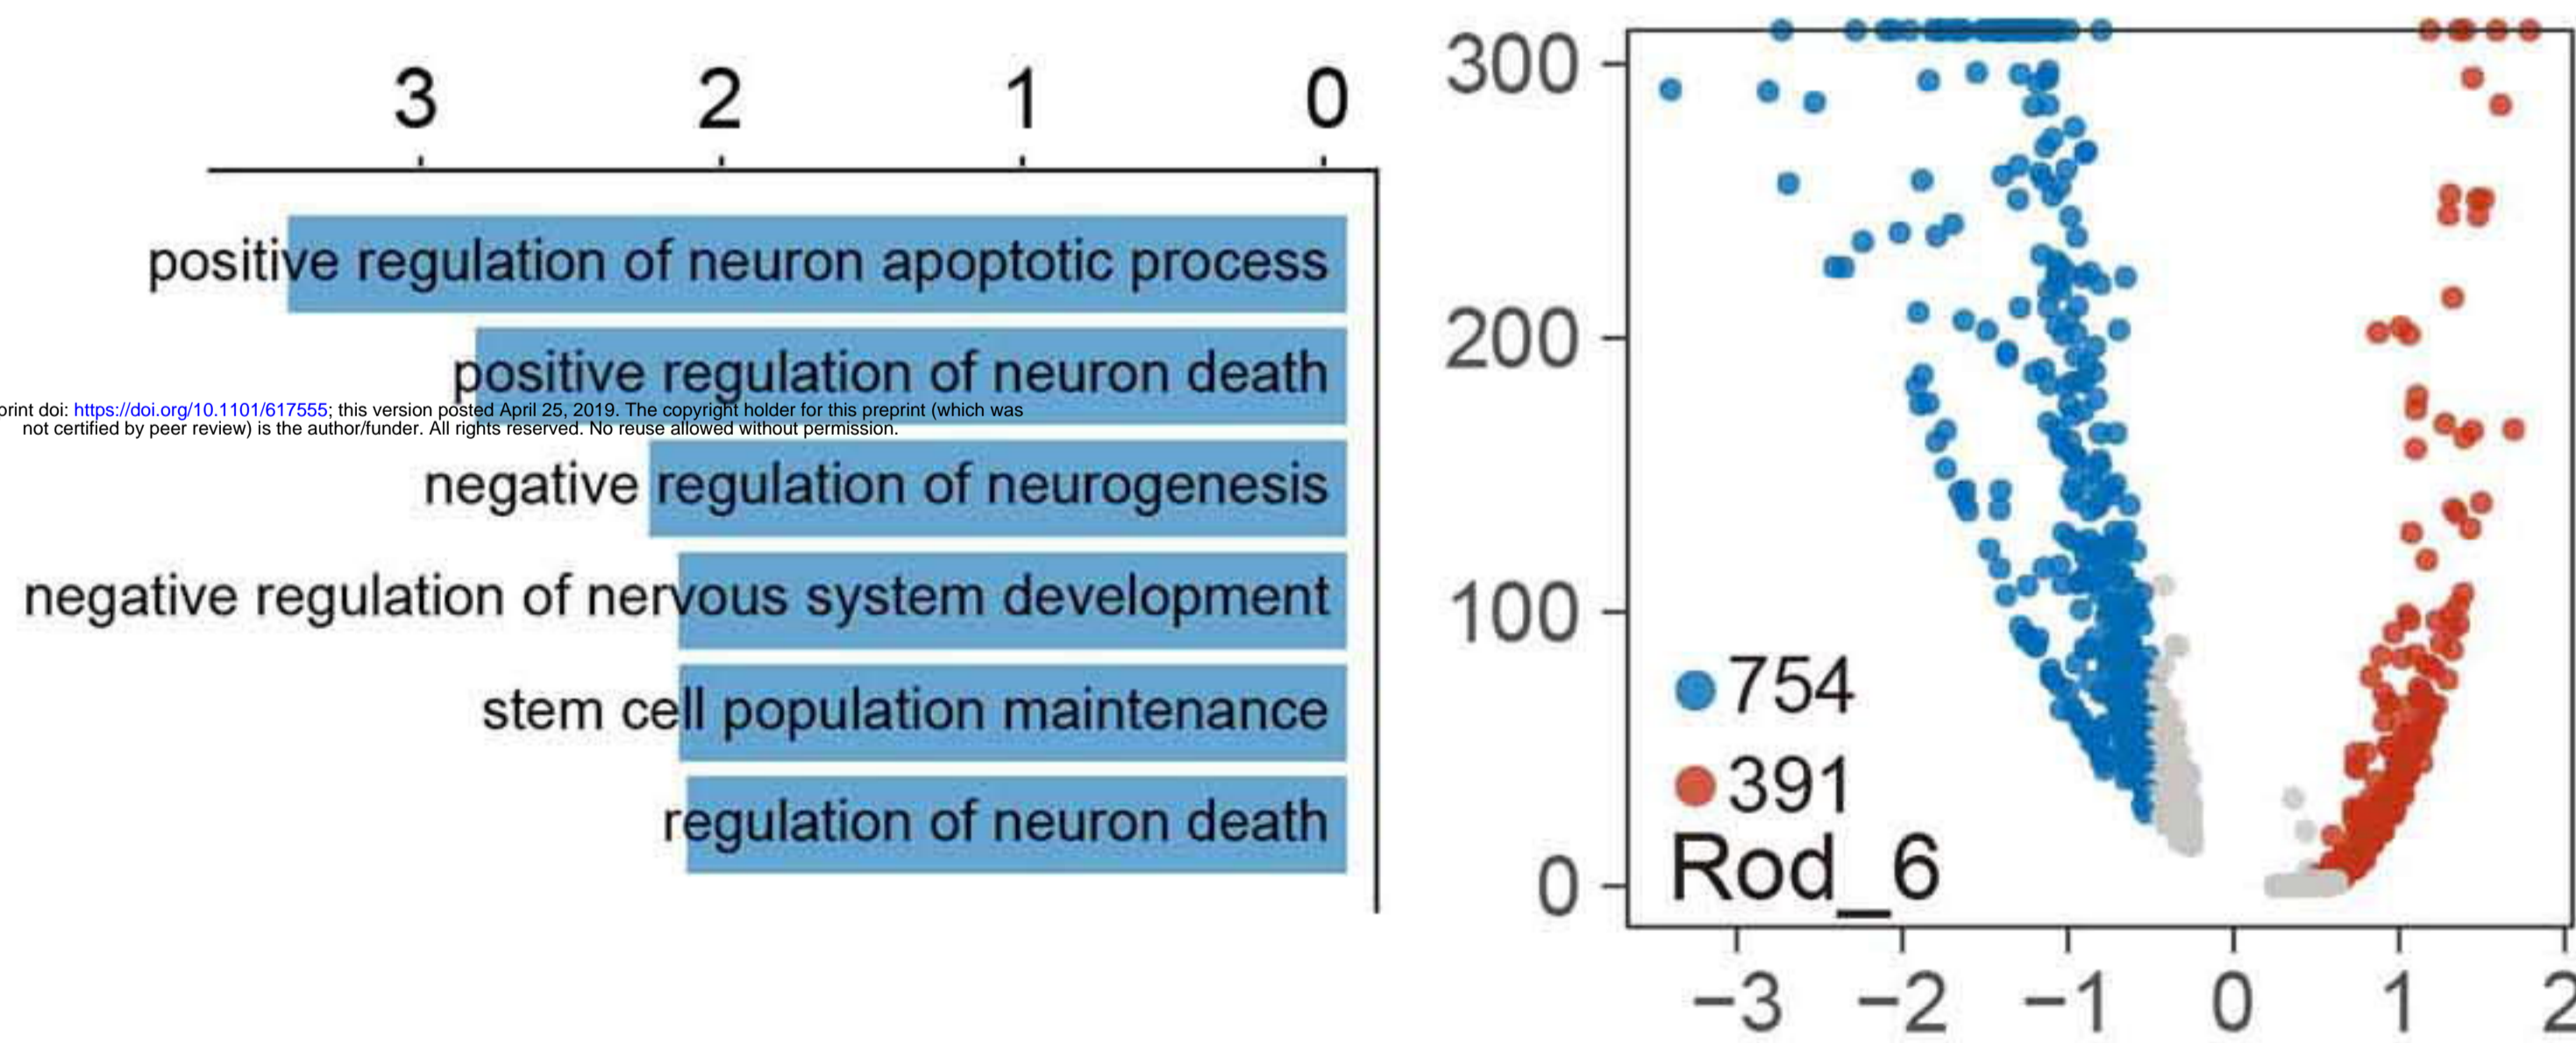 3 2 1 0
positive regulation of neuron apoptotic process
positive regulation of neuron death
print doi: https://doi.org/10.1101/617555; this version posted April 25, 2019. The copyright holder for this preprint (which was
not certified by peer review) is the author/funder. All rights reserved. No reuse allowed without permission.
negative regulation of neurogenesis
negative regulation of nervous system development
stem cell population maintenance
regulation of neuron death
300
200
100
0
754
391
Rod_6
−3 −2 −1 0 1 2